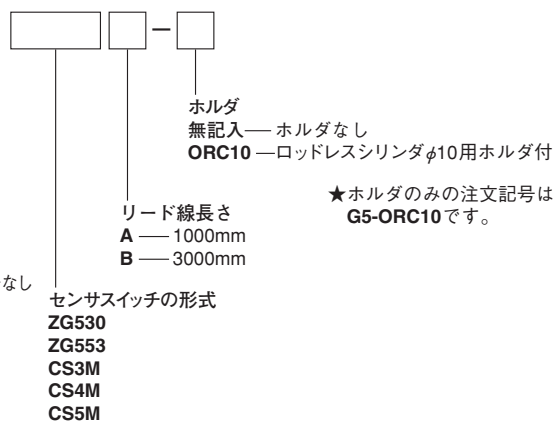 ホルダ
無記入 ホルダなし
ORC10 ロッドレスシリンダφ10用ホルダ付
★ホルダのみの注文記号は
G5-ORC10です。
リード線長さ
A 1000mm
B 3000mm
なし
センサスイッチの形式
ZG530
ZG553
CS3M
CS4M
CS5M